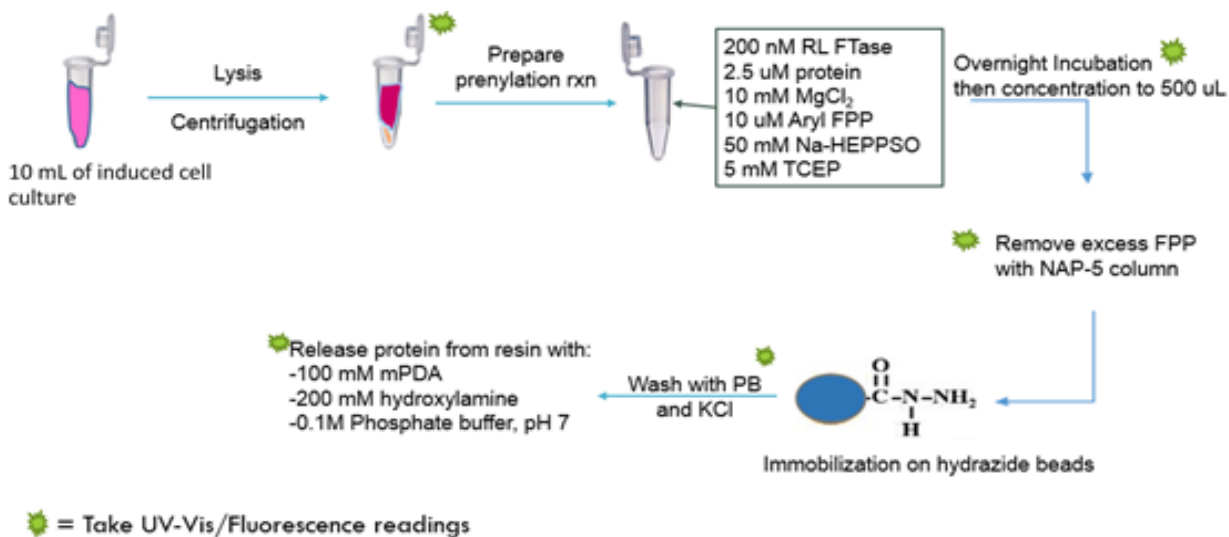 10 mL of induced cell
culture
Lysis
Centrifugation
Prepare
prenylation rxn
200 nM RL FTase
2.5 uM protein
10 mM MgCl₂
10 uM Aryl FPP
50 mM Na-HEPPSO
5 mM TCEP
Overnight Incubation
then concentration to 500 uL
Remove excess FPP
with NAP-5 column
O
C–N–NH₂
H
Immobilization on hydrazide beads
Wash with PB
and KCl
Release protein from resin with:
-100 mM mPDA
-200 mM hydroxylamine
-0.1M Phosphate buffer, pH 7
= Take UV-Vis/Fluorescence readings